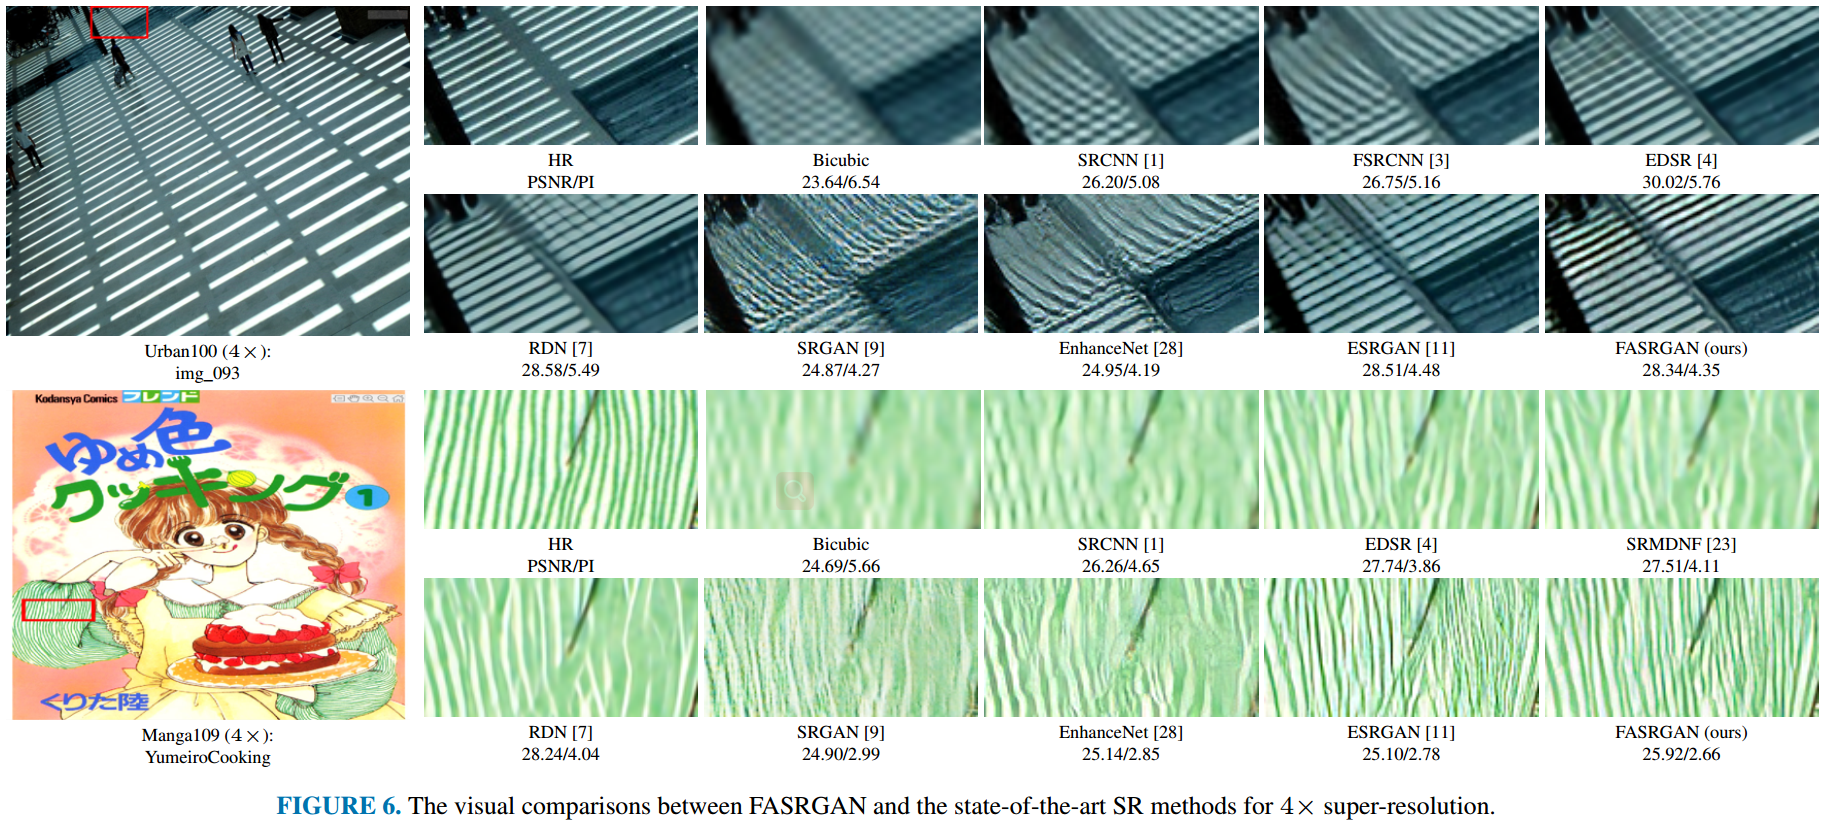 HR
PSNR/PI
Bicubic
23.64/6.54
SRCNN [1]
26.20/5.08
FSRCNN [3]
26.75/5.16
EDSR [4]
30.02/5.76
RDN [7]
28.58/5.49
SRGAN [9]
24.87/4.27
EnhanceNet [28]
24.95/4.19
ESRGAN [11]
28.51/4.48
FASRGAN (ours)
28.34/4.35
Urban100 (4×):
img_093
Kodansya Comics フレンド
ゆめ色
クッキング 1
くりた陸
Manga109 (4×):
YumeiroCooking
HR
PSNR/PI
Bicubic
24.69/5.66
SRCNN [1]
26.26/4.65
EDSR [4]
27.74/3.86
SRMDNF [23]
27.51/4.11
RDN [7]
28.24/4.04
SRGAN [9]
24.90/2.99
EnhanceNet [28]
25.14/2.85
ESRGAN [11]
25.10/2.78
FASRGAN (ours)
25.92/2.66
FIGURE 6. The visual comparisons between FASRGAN and the state-of-the-art SR methods for 4× super-resolution.